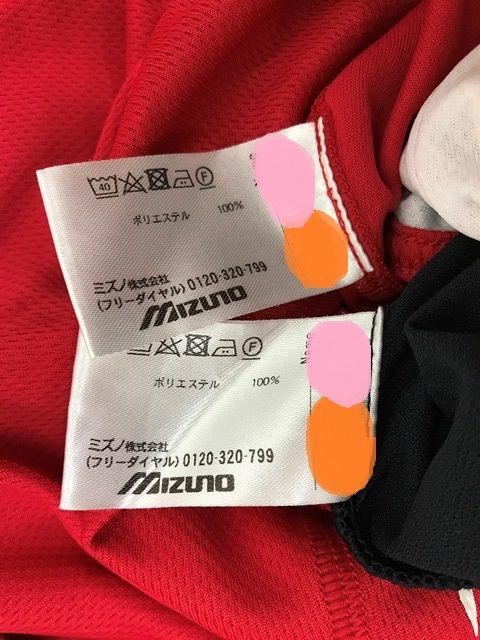 40 F
ポリエステル 100%
ミズノ株式会社
(フリーダイヤル) 0120-320-799
MIZUNO
F
Name
ポリエステル 100%
ミズノ株式会社
(フリーダイヤル) 0120-320-799
MIZUNO